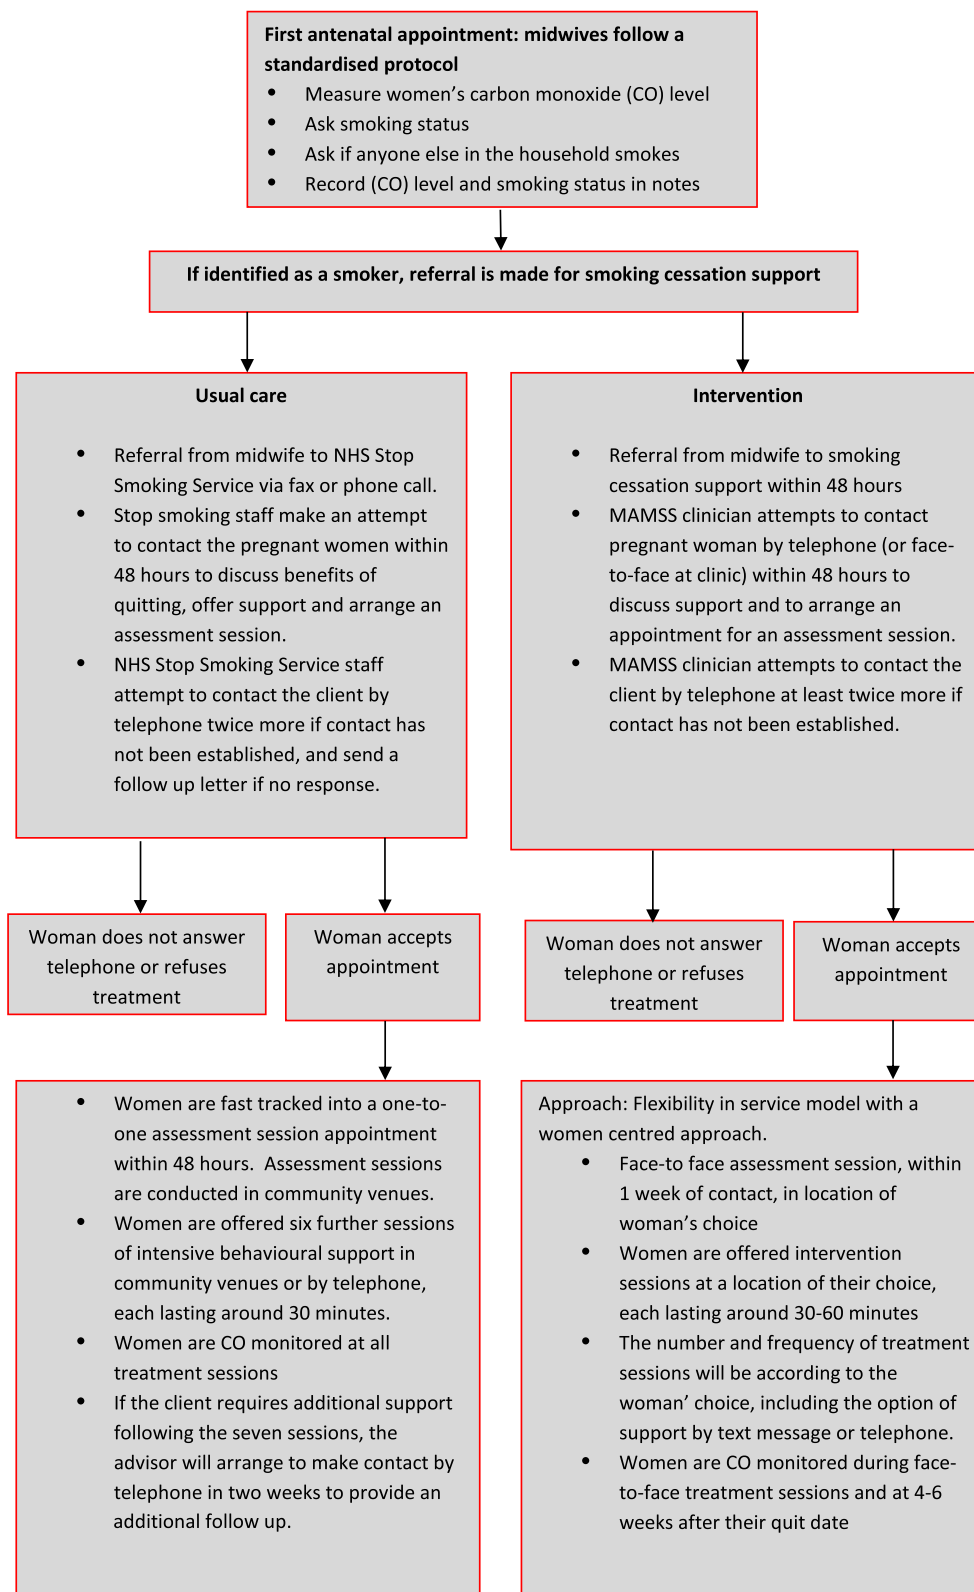 First antenatal appointment: midwives follow a
standardised protocol
• Measure women's carbon monoxide (CO) level
• Ask smoking status
• Ask if anyone else in the household smokes
• Record (CO) level and smoking status in notes
If identified as a smoker, referral is made for smoking cessation support
Usual care
• Referral from midwife to NHS Stop
Smoking Service via fax or phone call.
• Stop smoking staff make an attempt
to contact the pregnant women within
48 hours to discuss benefits of
quitting, offer support and arrange an
assessment session.
• NHS Stop Smoking Service staff
attempt to contact the client by
telephone twice more if contact has
not been established, and send a
follow up letter if no response.
Intervention
• Referral from midwife to smoking
cessation support within 48 hours
• MAMSS clinician attempts to contact
pregnant woman by telephone (or face-
to-face at clinic) within 48 hours to
discuss support and to arrange an
appointment for an assessment session.
• MAMSS clinician attempts to contact the
client by telephone at least twice more if
contact has not been established.
Woman does not answer
telephone or refuses
treatment
Woman accepts
appointment
Woman does not answer
telephone or refuses
treatment
Woman accepts
appointment
• Women are fast tracked into a one-to-
one assessment session appointment
within 48 hours.  Assessment sessions
are conducted in community venues.
• Women are offered six further sessions
of intensive behavioural support in
community venues or by telephone,
each lasting around 30 minutes.
• Women are CO monitored at all
treatment sessions
• If the client requires additional support
following the seven sessions, the
advisor will arrange to make contact by
telephone in two weeks to provide an
additional follow up.
Approach: Flexibility in service model with a
women centred approach.
• Face-to face assessment session, within
1 week of contact, in location of
woman's choice
• Women are offered intervention
sessions at a location of their choice,
each lasting around 30-60 minutes
• The number and frequency of treatment
sessions will be according to the
woman' choice, including the option of
support by text message or telephone.
• Women are CO monitored during face-
to-face treatment sessions and at 4-6
weeks after their quit date